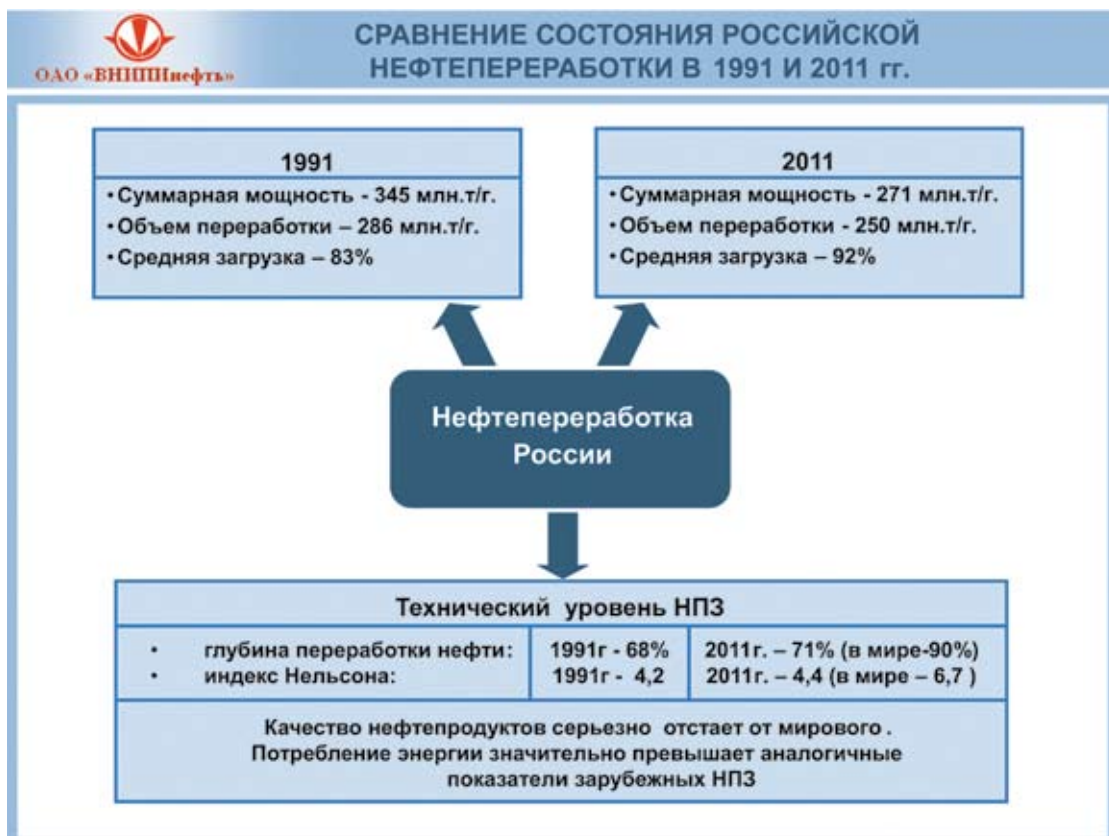 СРАВНЕНИЕ СОСТОЯНИЯ РОССИЙСКОЙ
НЕФТЕПЕРЕРАБОТКИ В 1991 И 2011 гг.
ОАО «ВНИПИнефть»
1991
•Суммарная мощность - 345 млн.т/г.
•Объем переработки – 286 млн.т/г.
•Средняя загрузка – 83%
2011
•Суммарная мощность - 271 млн.т/г.
•Объем переработки - 250 млн.т/г.
•Средняя загрузка – 92%
Нефтепереработка
России
Технический уровень НПЗ
• глубина переработки нефти: 1991г - 68% 2011г. – 71% (в мире-90%)
• индекс Нельсона: 1991г - 4,2 2011г. – 4,4 (в мире – 6,7 )
Качество нефтепродуктов серьезно отстает от мирового .
Потребление энергии значительно превышает аналогичные
показатели зарубежных НПЗ